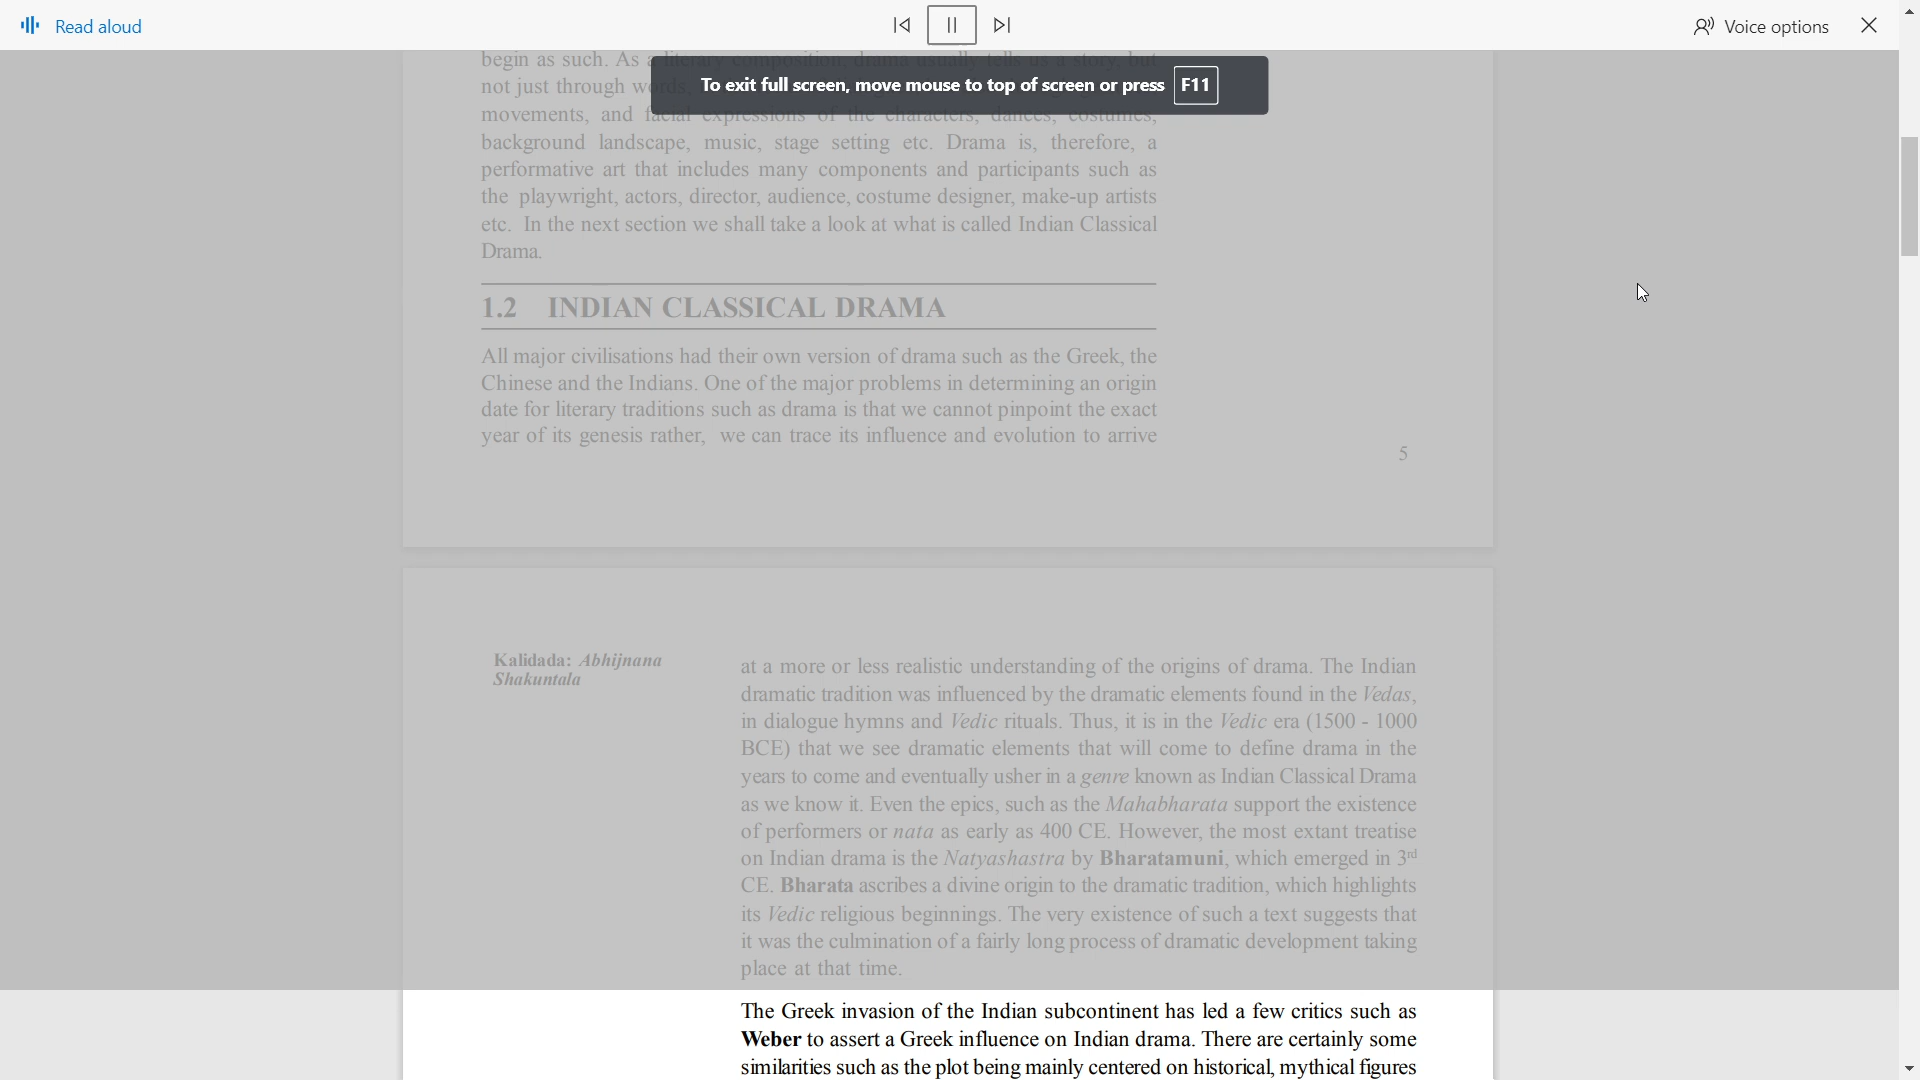 Read aloud
Voice options
begin as such. As a literary composition, drama usually tells us a story, but
not just through words,
To exit full screen, move mouse to top of screen or press F11
movements, and facial expressions of the characters, dances, costumes,
background landscape, music, stage setting etc. Drama is, therefore, a
performative art that includes many components and participants such as
the playwright, actors, director, audience, costume designer, make-up artists
etc. In the next section we shall take a look at what is called Indian Classical
Drama.
1.2 INDIAN CLASSICAL DRAMA
All major civilisations had their own version of drama such as the Greek, the
Chinese and the Indians. One of the major problems in determining an origin
date for literary traditions such as drama is that we cannot pinpoint the exact
year of its genesis rather, we can trace its influence and evolution to arrive
5
Kalidada: Abhijnana
Shakuntala
at a more or less realistic understanding of the origins of drama. The Indian
dramatic tradition was influenced by the dramatic elements found in the Vedas,
in dialogue hymns and Vedic rituals. Thus, it is in the Vedic era (1500 - 1000
BCE) that we see dramatic elements that will come to define drama in the
years to come and eventually usher in a genre known as Indian Classical Drama
as we know it. Even the epics, such as the Mahabharata support the existence
of performers or nata as early as 400 CE. However, the most extant treatise
on Indian drama is the Natyashastra by Bharatamuni, which emerged in 3rd
CE. Bharata ascribes a divine origin to the dramatic tradition, which highlights
its Vedic religious beginnings. The very existence of such a text suggests that
it was the culmination of a fairly long process of dramatic development taking
place at that time.
The Greek invasion of the Indian subcontinent has led a few critics such as
Weber to assert a Greek influence on Indian drama. There are certainly some
similarities such as the plot being mainly centered on historical, mythical figures